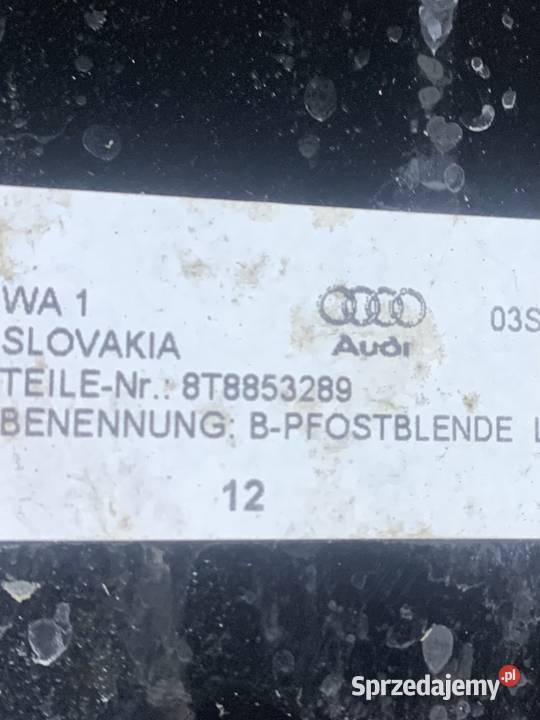 WA 1
03S
SLOVAKIA
Audi
TEILE-Nr.: 8T8853289
BENENNUNG: B-PFOSTBLENDE L
12
Sprzedajemy.pl